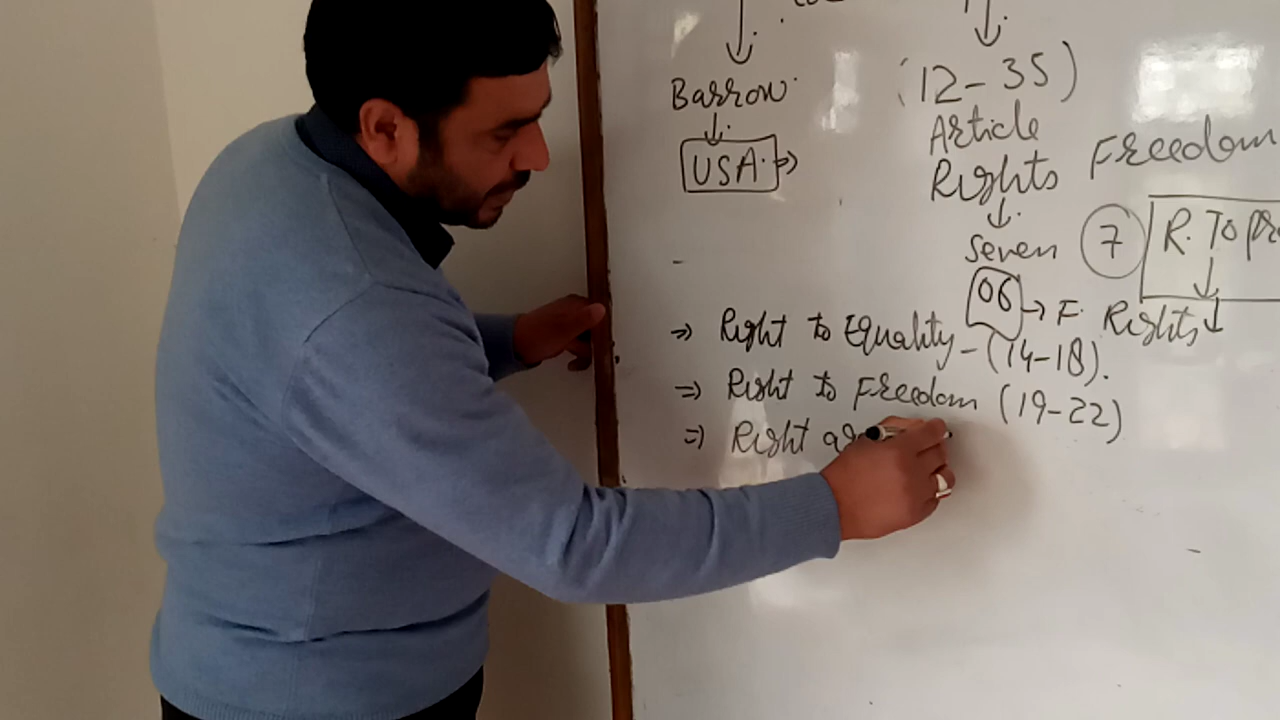 Barrow
USA
(12-35)
Article
Rights Freedom
Seven 7 R. To
06 → F. Rights
⇒ Right to Equality - (14-18).
⇒ Right to Freedom (19-22)
⇒ Right